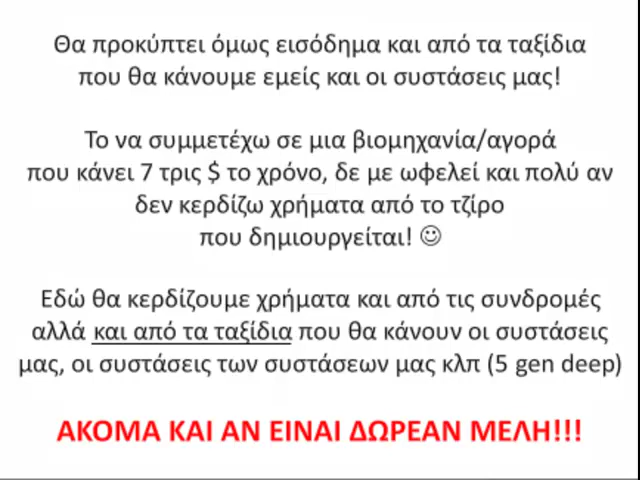 Θα προκύπτει όμως εισόδημα και από τα ταξίδια
που θα κάνουμε εμείς και οι συστάσεις μας!
Το να συμμετέχω σε μια βιομηχανία/αγορά
που κάνει 7 τρις $ το χρόνο, δε με ωφελεί και πολύ αν
δεν κερδίζω χρήματα από το τζίρο
που δημιουργείται! ☺
Εδώ θα κερδίζουμε χρήματα και από τις συνδρομές
αλλά και από τα ταξίδια που θα κάνουν οι συστάσεις
μας, οι συστάσεις των συστάσεων μας κλπ (5 gen deep)
ΑΚΟΜΑ ΚΑΙ ΑΝ ΕΙΝΑΙ ΔΩΡΕΑΝ ΜΕΛΗ!!!